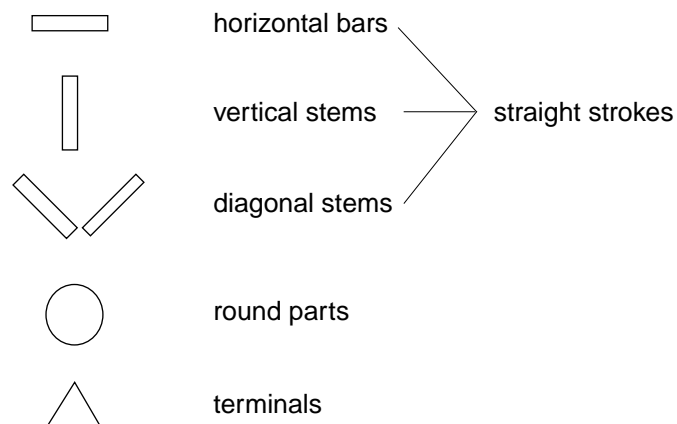 horizontal bars
vertical stems
straight strokes
diagonal stems
round parts
terminals